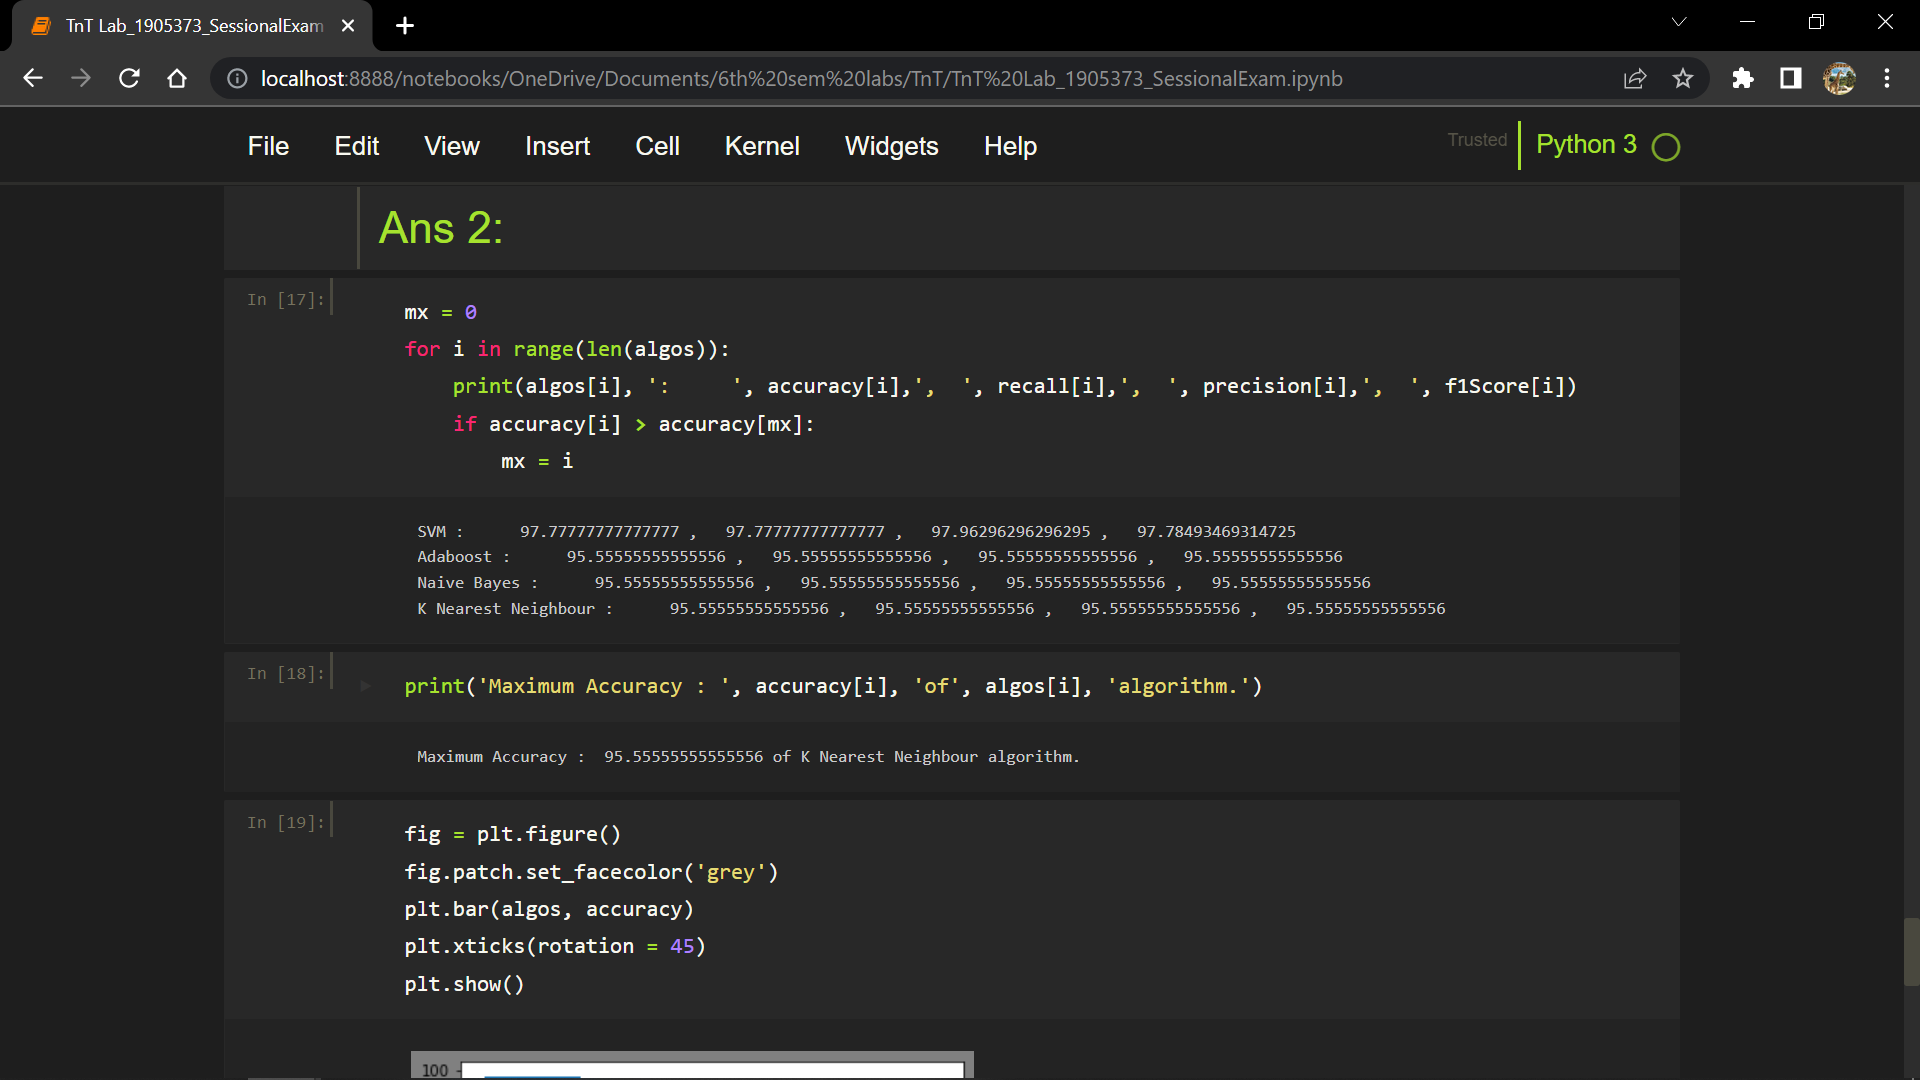 TnT Lab_1905373_SessionalExam
localhost:8888/notebooks/OneDrive/Documents/6th%20sem%20labs/TnT/TnT%20Lab_1905373_SessionalExam.ipynb
File Edit View Insert Cell Kernel Widgets Help Trusted Python 3
Ans 2:
In [17]:
mx = 0
for i in range(len(algos)):
    print(algos[i], ':     ', accuracy[i],',  ', recall[i],',  ', precision[i],',  ', f1Score[i])
    if accuracy[i] > accuracy[mx]:
        mx = i
SVM :      97.77777777777777 ,   97.77777777777777 ,   97.96296296296295 ,   97.78493469314725
Adaboost :      95.55555555555556 ,   95.55555555555556 ,   95.55555555555556 ,   95.55555555555556
Naive Bayes :      95.55555555555556 ,   95.55555555555556 ,   95.55555555555556 ,   95.55555555555556
K Nearest Neighbour :      95.55555555555556 ,   95.55555555555556 ,   95.55555555555556 ,   95.55555555555556
In [18]:
print('Maximum Accuracy : ', accuracy[i], 'of', algos[i], 'algorithm.')
Maximum Accuracy :  95.55555555555556 of K Nearest Neighbour algorithm.
In [19]:
fig = plt.figure()
fig.patch.set_facecolor('grey')
plt.bar(algos, accuracy)
plt.xticks(rotation = 45)
plt.show()
100